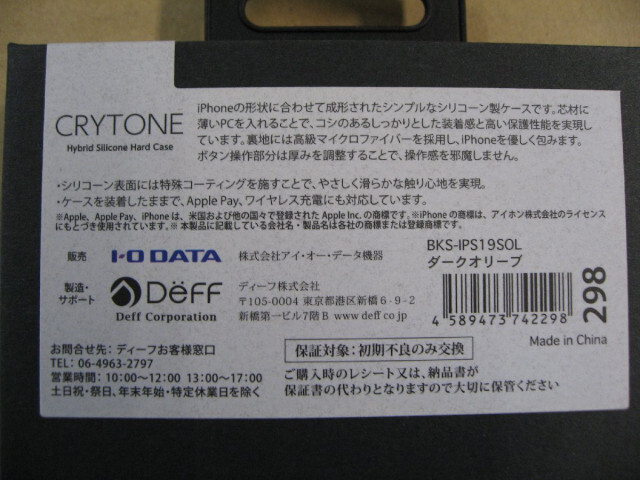 CRYTONE
Hybrid Silicone Hard Case
iPhoneの形状に合わせて成形されたシンプルなシリコーン製ケースです。芯材に
薄いPCを入れることで、コシのあるしっかりとした装着感と高い保護性能を実現し
ています。裏地には高級マイクロファイバーを採用し、iPhoneを優しく包みます。
ボタン操作部分は厚みを調整することで、操作感を邪魔しません。
・シリコーン表面には特殊コーティングを施すことで、やさしく滑らかな触り心地を実現。
・ケースを装着したままで、Apple Pay、ワイヤレス充電にも対応しています。
※Apple、Apple Pay、iPhoneは、米国および他の国々で登録されたApple Inc.の商標です。※iPhoneの商標は、アイホン株式会社のライセンス
にもとづき使用されています。※本製品に記載している会社名・製品名は各社の商標または登録商標です。
販売 I-O DATA 株式会社アイ・オー・データ機器
製造・
サポート
DëFF
Deff Corporation
ディーフ株式会社
〒105-0004 東京都港区新橋6-9-2
新橋第一ビル7階B www.deff.co.jp
BKS-IPS19SOL
ダークオリーブ
4 589473 742298
298
Made in China
お問合せ先：ディーフお客様窓口
TEL: 06-4963-2797
営業時間：10:00～12:00 13:00～17:00
土日祝・祭日、年末年始・特定休業日を除く
保証対象：初期不良のみ交換
ご購入時のレシート又は、納品書が
保証書の代わりとなりますので大切に保管ください